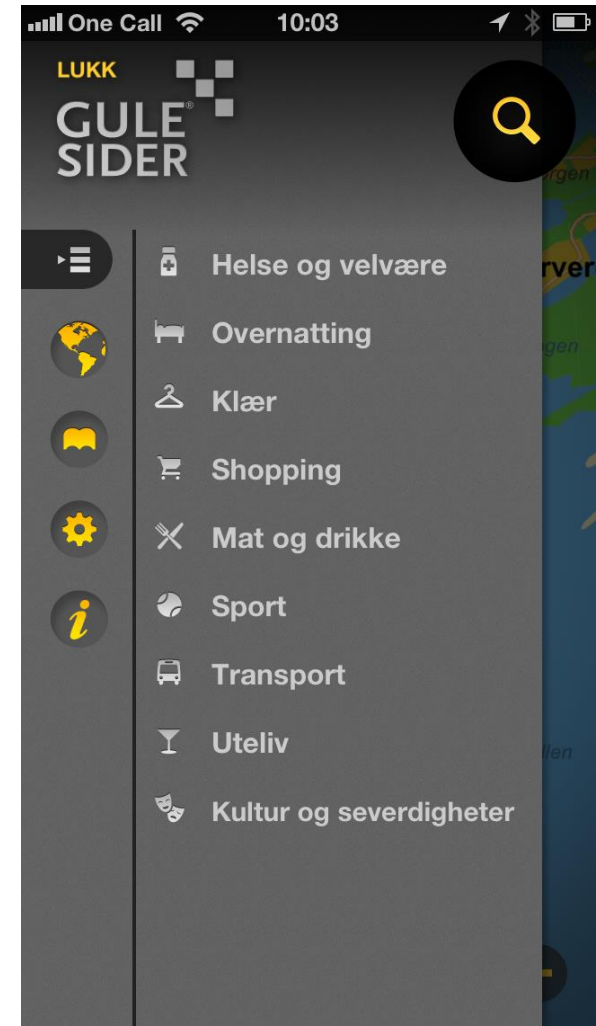 One Call 10:03
LUKK
GULE®
SIDER
Helse og velvære
Overnatting
Klær
Shopping
Mat og drikke
Sport
Transport
Uteliv
Kultur og severdigheter
rver